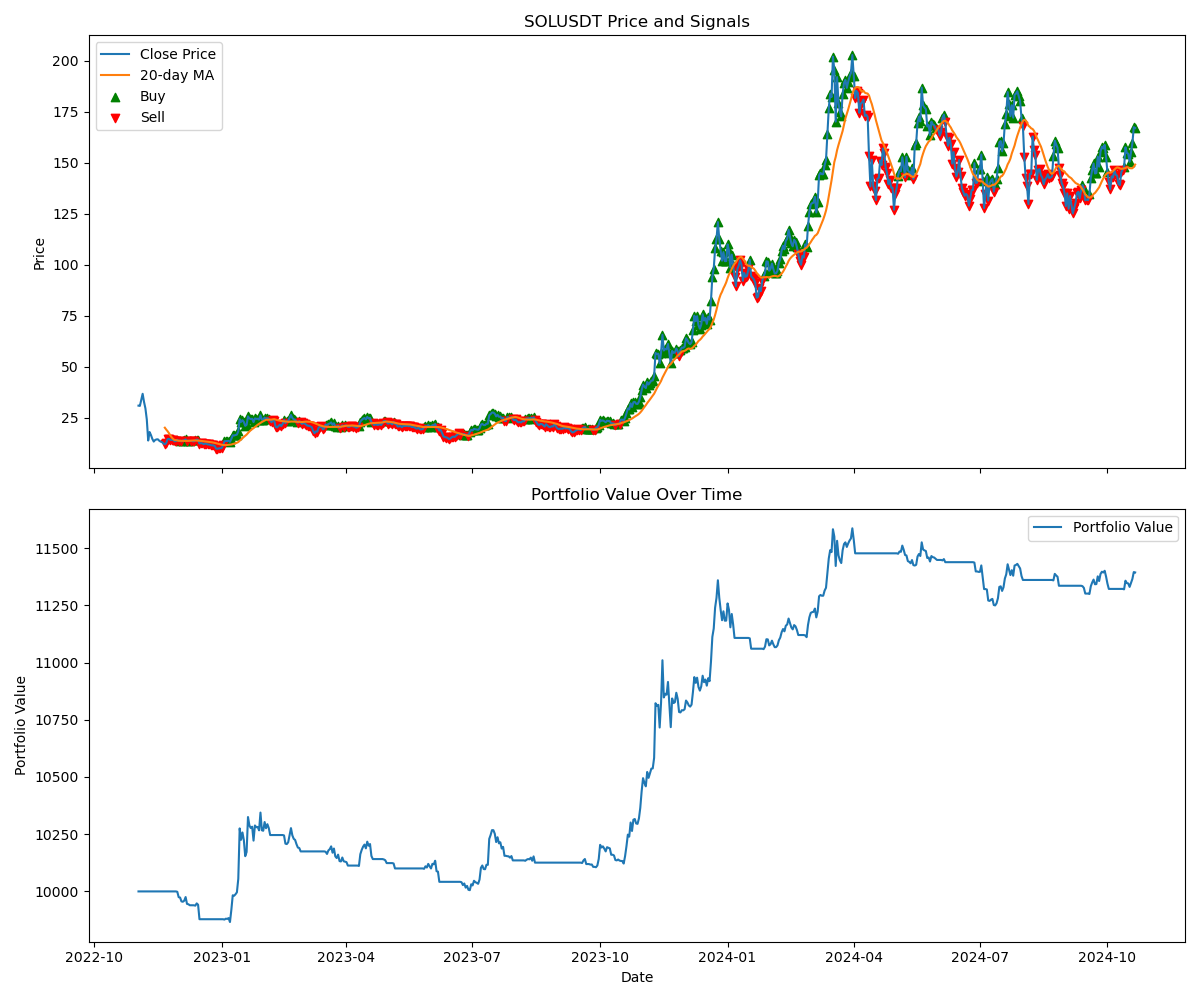 SOLUSDT Price and Signals
Close Price
20-day MA
Buy
Sell
200
175
150
125
100
75
50
25
Price
Portfolio Value Over Time
Portfolio Value
11500
11250
11000
10750
10500
10250
10000
Portfolio Value
2022-10
2023-01
2023-04
2023-07
2023-10
2024-01
2024-04
2024-07
2024-10
Date